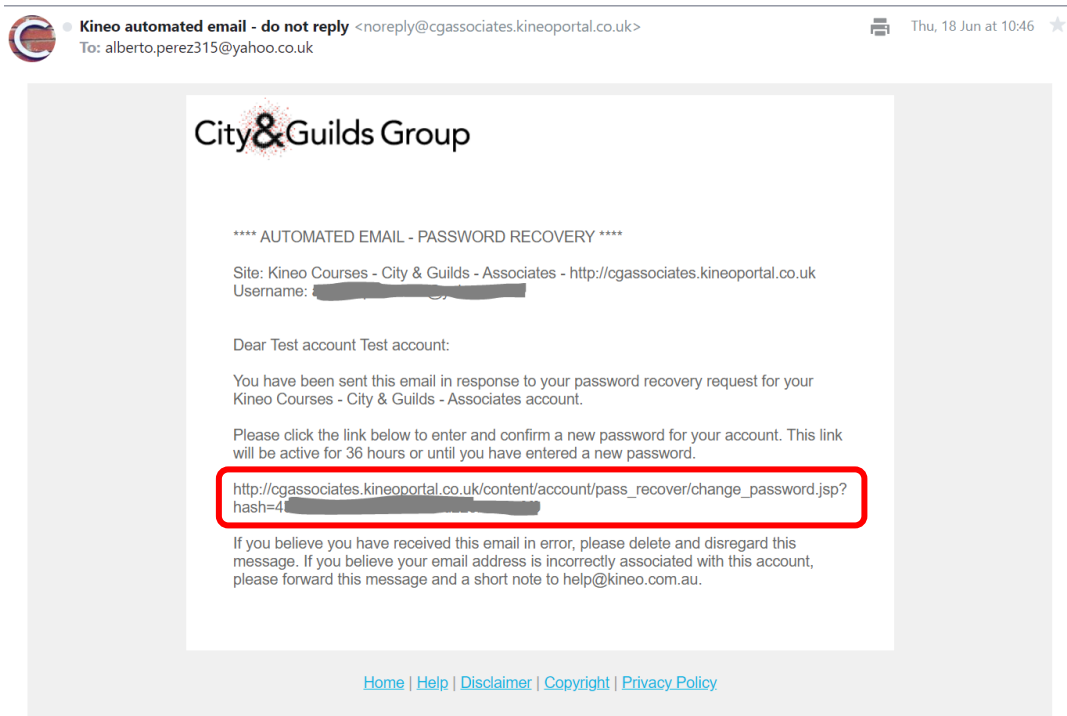 Kineo automated email - do not reply <noreply@cgassociates.kineoportal.co.uk> Thu, 18 Jun at 10:46
To: alberto.perez315@yahoo.co.uk
City&Guilds Group
**** AUTOMATED EMAIL - PASSWORD RECOVERY ****
Site: Kineo Courses - City & Guilds - Associates - http://cgassociates.kineoportal.co.uk
Username:
Dear Test account Test account:
You have been sent this email in response to your password recovery request for your
Kineo Courses - City & Guilds - Associates account.
Please click the link below to enter and confirm a new password for your account. This link
will be active for 36 hours or until you have entered a new password.
http://cgassociates.kineoportal.co.uk/content/account/pass_recover/change_password.jsp?
hash=4
If you believe you have received this email in error, please delete and disregard this
message. If you believe your email address is incorrectly associated with this account,
please forward this message and a short note to help@kineo.com.au.
Home | Help | Disclaimer | Copyright | Privacy Policy